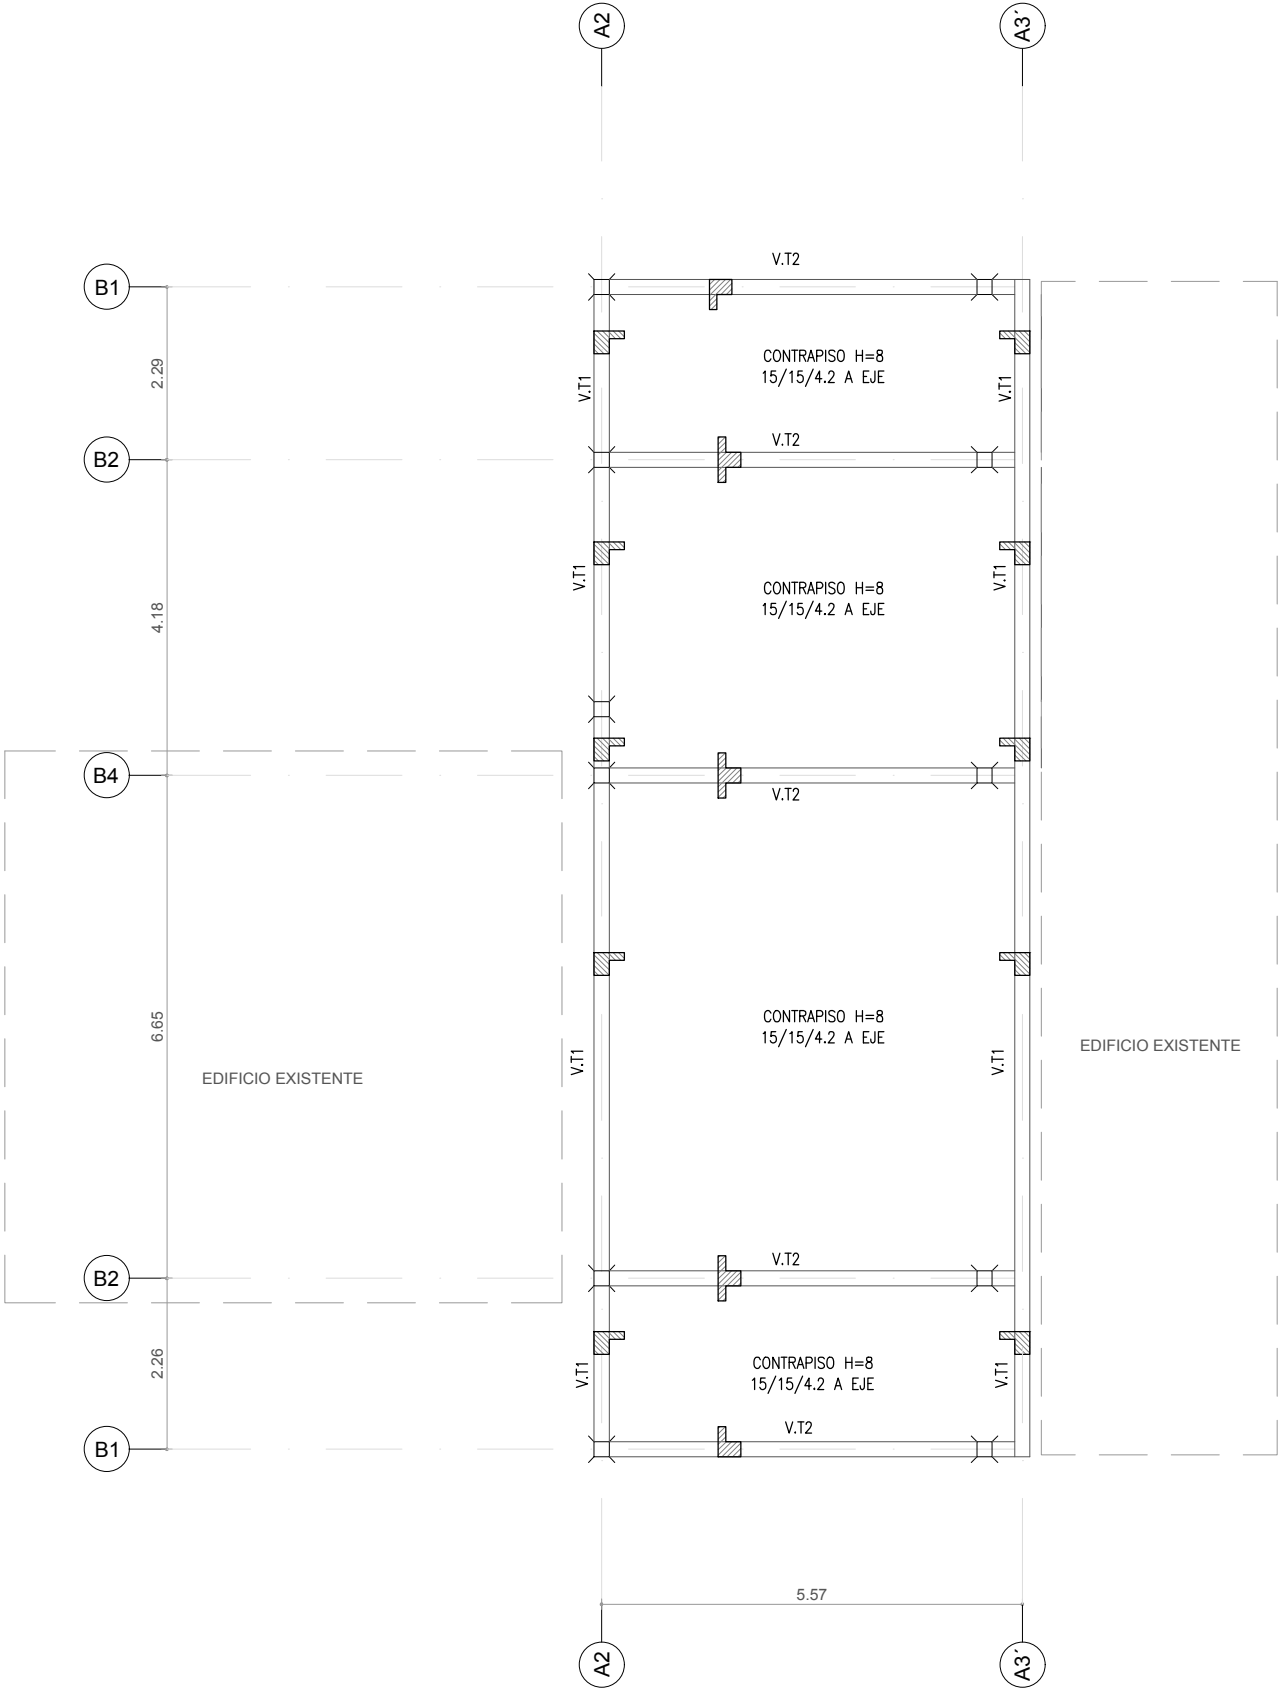 A2
A3´
V.T2
B1
2.29
CONTRAPISO H=8
15/15/4.2 A EJE
V.T1
V.T1
V.T2
B2
4.18
V.T1
V.T1
CONTRAPISO H=8
15/15/4.2 A EJE
B4
V.T2
6.65
CONTRAPISO H=8
15/15/4.2 A EJE
V.T1
V.T1
EDIFICIO EXISTENTE
EDIFICIO EXISTENTE
V.T2
B2
2.26
V.T1
V.T1
CONTRAPISO H=8
15/15/4.2 A EJE
V.T2
B1
5.57
A2
A3´